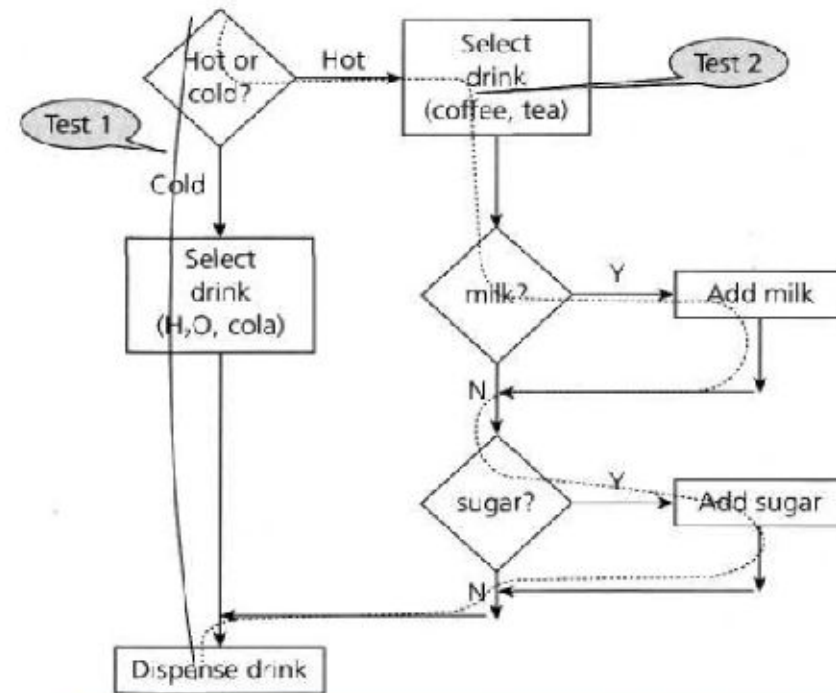 Hot or
cold?
Hot
Select
drink
(coffee, tea)
Test 2
Test 1
Cold
Select
drink
(H₂O, cola)
milk?
Y
Add milk
N
sugar?
Y
Add sugar
N
Dispense drink